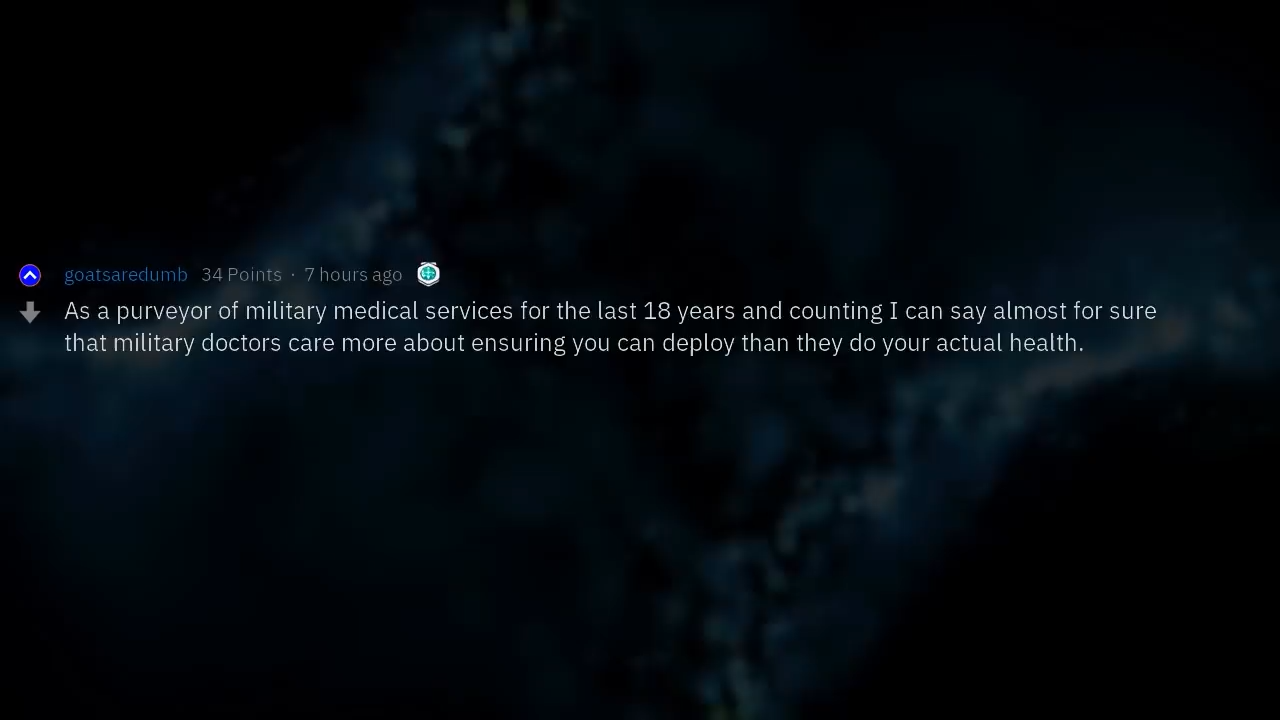 goatsaredumb 34 Points · 7 hours ago
As a purveyor of military medical services for the last 18 years and counting I can say almost for sure
that military doctors care more about ensuring you can deploy than they do your actual health.